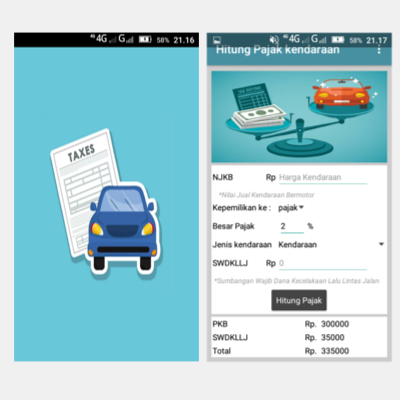 4G G 58% 21.16
TAXES
4G G 58% 21.17
Hitung Pajak kendaraan
NJKB Rp Harga Kendaraan
*Nilai Jual Kendaraan Bermotor
Kepemilikan ke : pajak
Besar Pajak 2 %
Jenis kendaraan Kendaraan
SWDKLLJ Rp 0
*Sumbangan Wajib Dana Kecelakaan Lalu Lintas Jalan
Hitung Pajak
PKB Rp. 300000
SWDKLLJ Rp. 35000
Total Rp. 335000